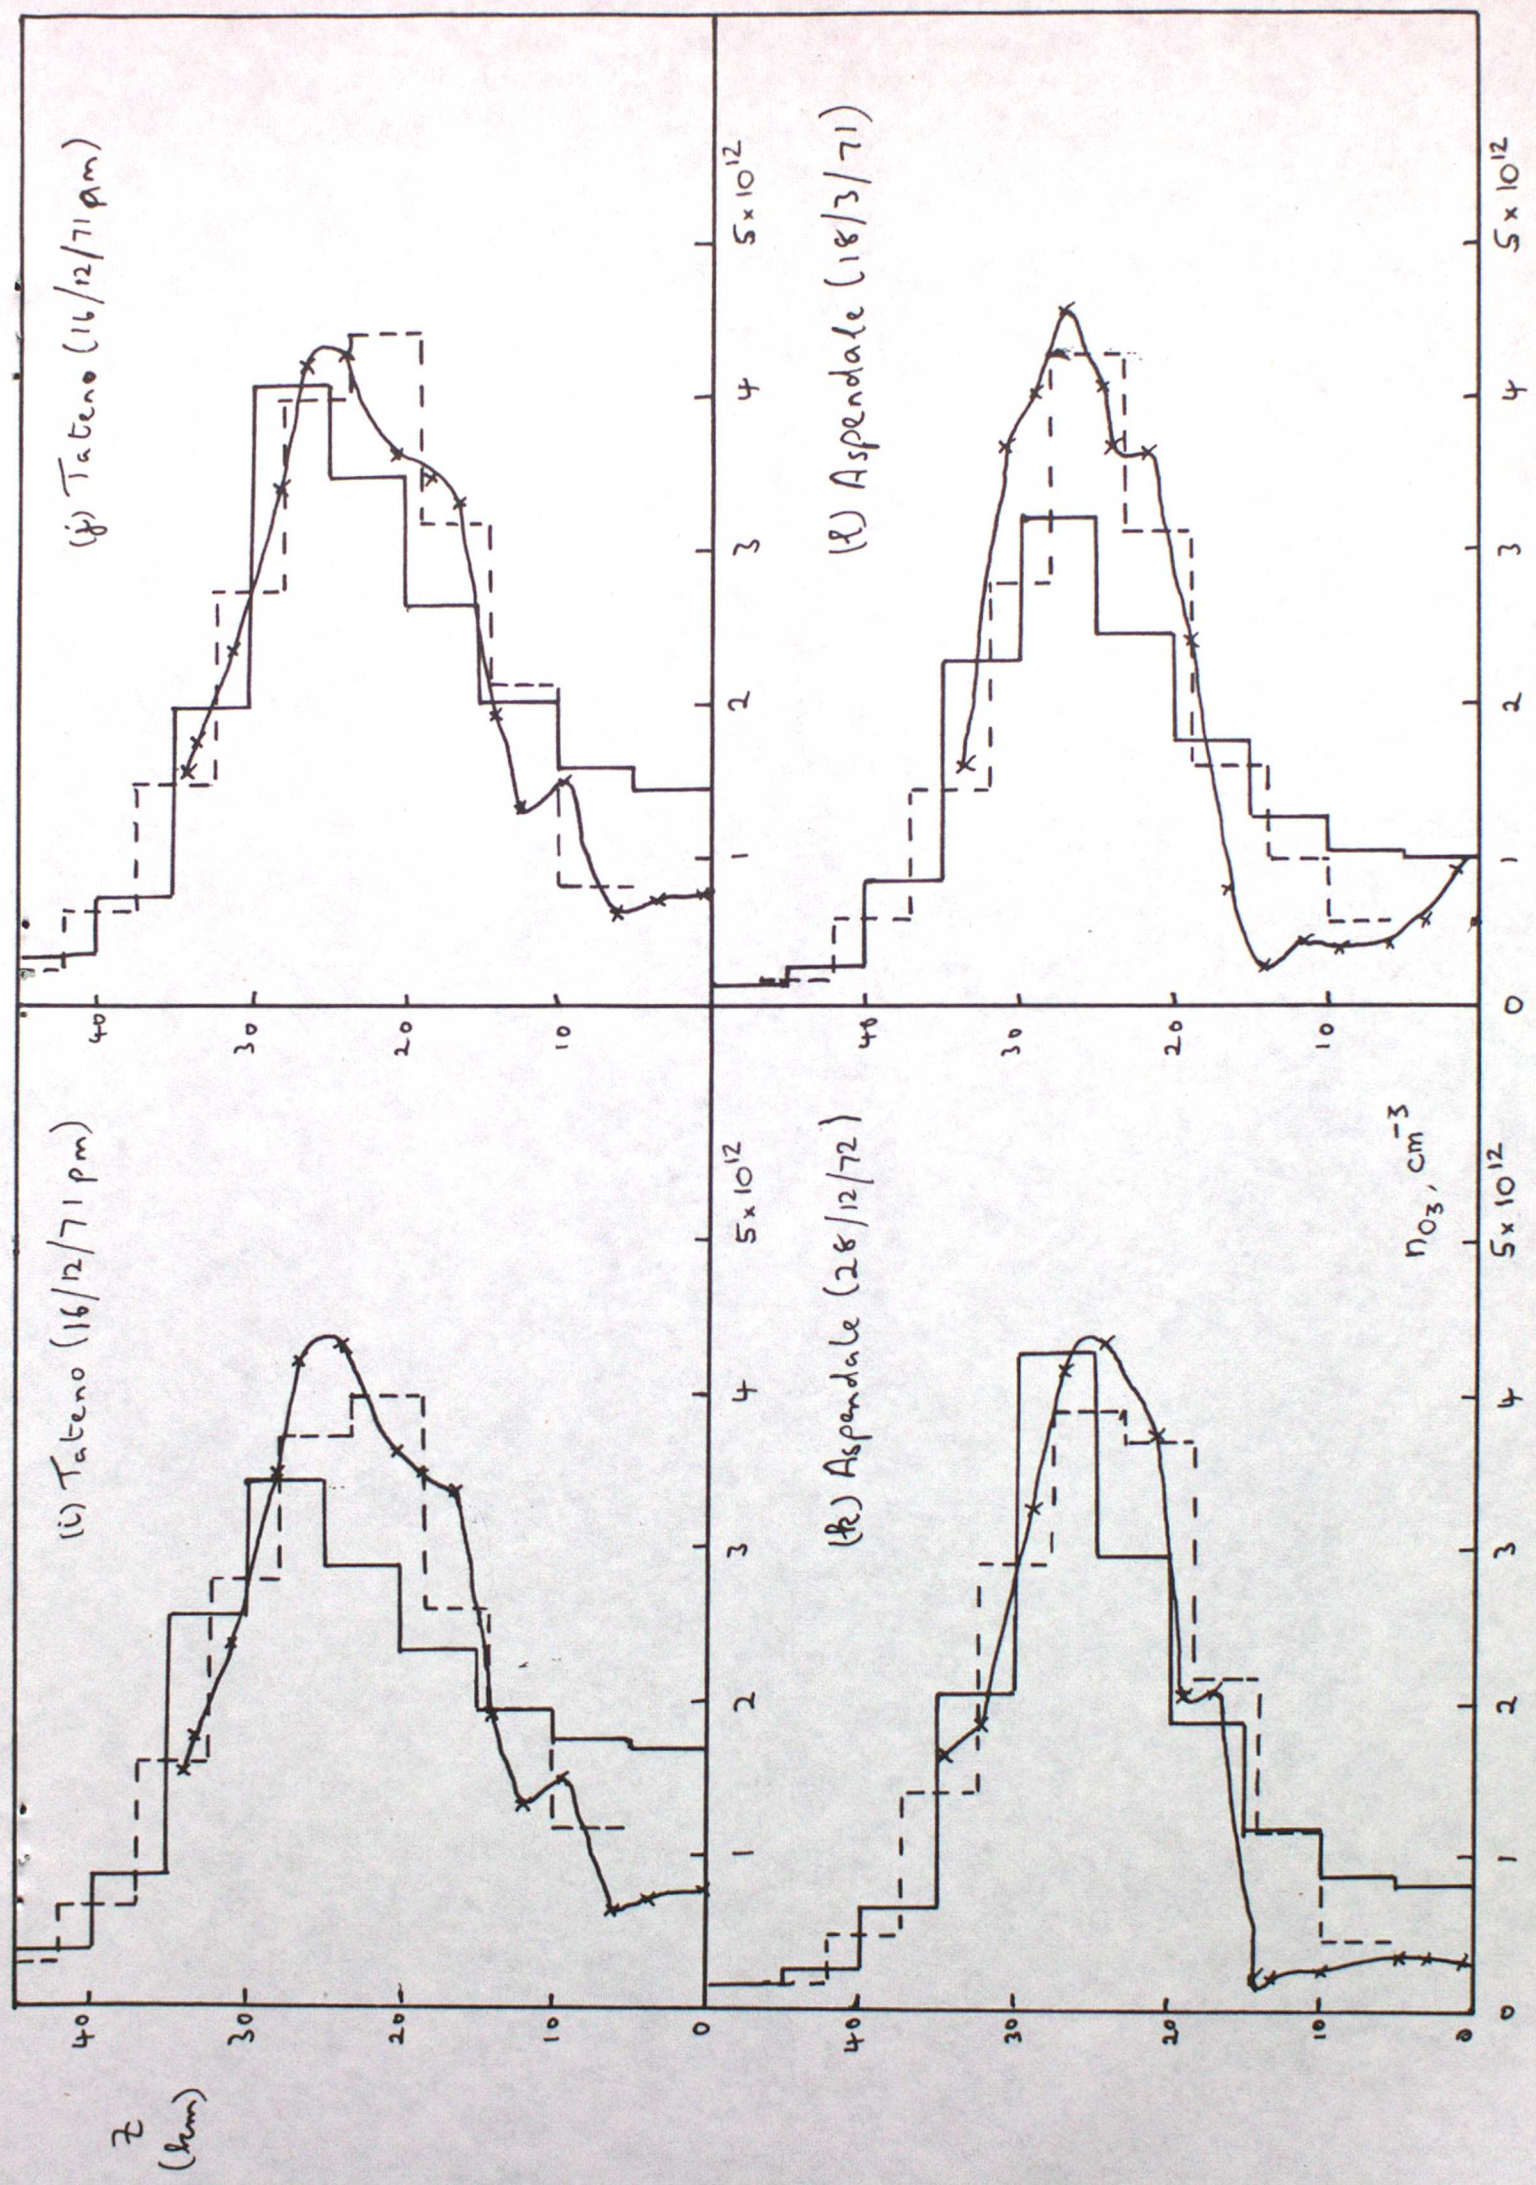 (i) Tateno (16/12/71 pm)
(j) Tateno (16/12/71 pm)
z
(km)
40
40
30
30
20
20
10
10
0
1 2 3 4 5×10¹²
1 2 3 4 5×10¹²
(k) Aspendale (28/12/72)
(l) Aspendale (18/3/71)
40
40
30
30
20
20
10
10
nO₃, cm⁻³
0
0 1 2 3 4 5×10¹²
0 1 2 3 4 5×10¹²